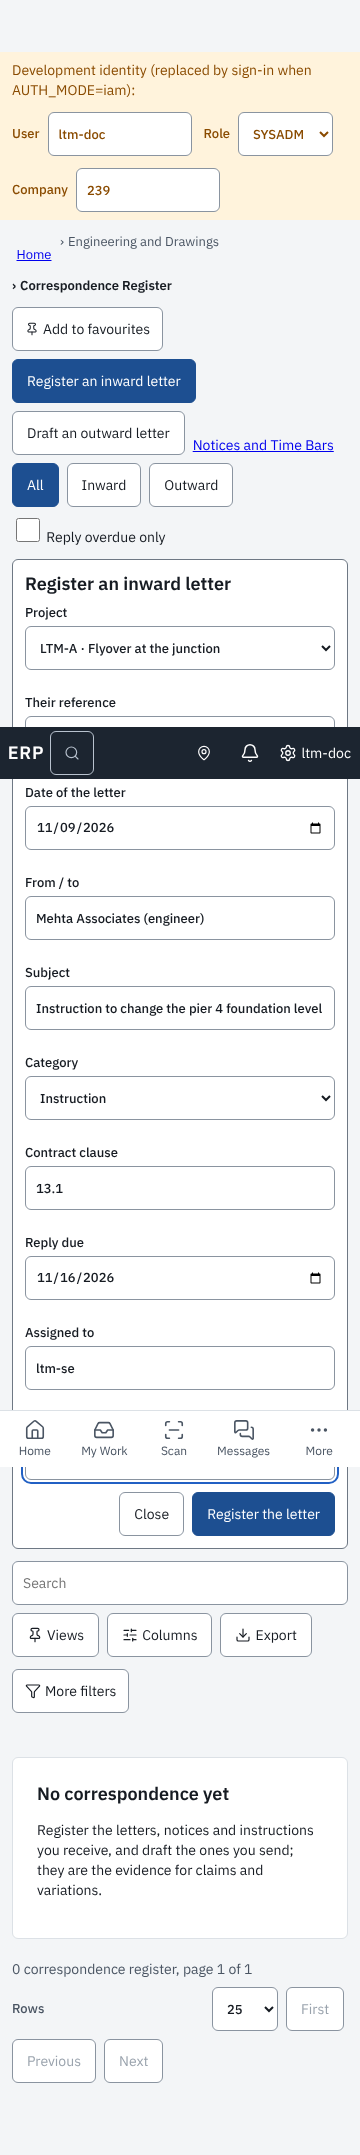 Development identity (replaced by sign-in when
AUTH_MODE=iam):
User ltm-doc Role SYSADM
Company 239
Home › Engineering and Drawings
› Correspondence Register
Add to favourites
Register an inward letter
Draft an outward letter Notices and Time Bars
All Inward Outward
Reply overdue only
Register an inward letter
Project
LTM-A · Flyover at the junction
Their reference
ERP ltm-doc
Date of the letter
11/09/2026
From / to
Mehta Associates (engineer)
Subject
Instruction to change the pier 4 foundation level
Category
Instruction
Contract clause
13.1
Reply due
11/16/2026
Assigned to
ltm-se
Home My Work Scan Messages More
Close Register the letter
Search
Views Columns Export
More filters
No correspondence yet
Register the letters, notices and instructions
you receive, and draft the ones you send;
they are the evidence for claims and
variations.
0 correspondence register, page 1 of 1
Rows 25 First
Previous Next